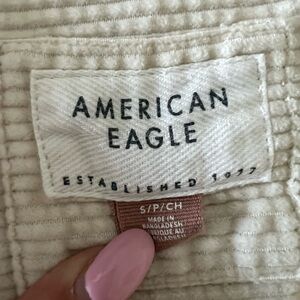 AMERICAN
EAGLE
ESTABLISHED 1977
S/P/CH
MADE IN
BANGLADESH